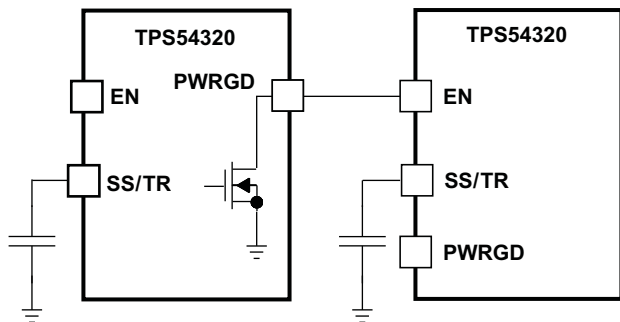 TPS54320
EN
PWRGD
SS/TR
TPS54320
EN
SS/TR
PWRGD